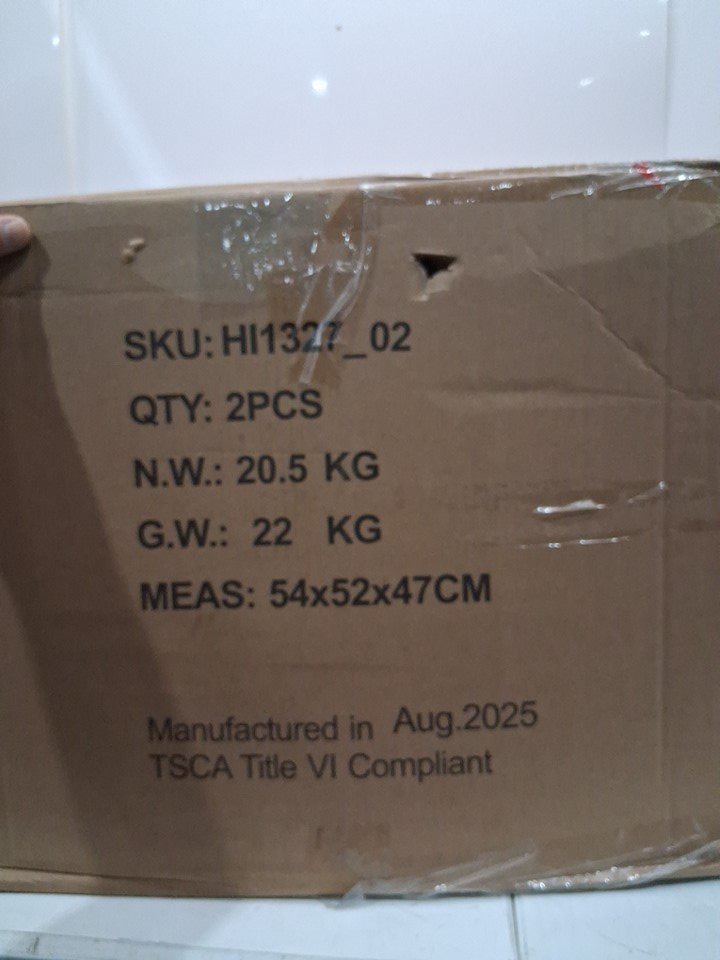 SKU: HI1327_02
QTY: 2PCS
N.W.: 20.5 KG
G.W.: 22 KG
MEAS: 54x52x47CM
Manufactured in Aug.2025
TSCA Title VI Compliant